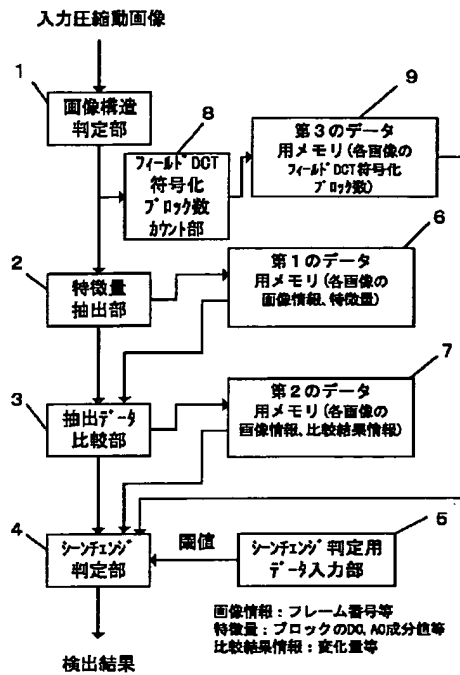 入力圧縮動画像
1
画像構造
判定部
8
フィールドDCT
符号化
ブロック数
カウント部
9
第3のデータ
用メモリ(各画像の
フィールドDCT符号化
ブロック数)
6
第1のデータ
用メモリ(各画像の
画像情報、特徴量)
2
特徴量
抽出部
7
第2のデータ
用メモリ(各画像の
画像情報、比較結果情報)
3
抽出データ
比較部
4
シーンチェンジ
判定部
閾値
5
シーンチェンジ判定用
データ入力部
画像情報:フレーム番号等
特徴量:ブロックのDC, AC成分値等
比較結果情報:変化量等
検出結果